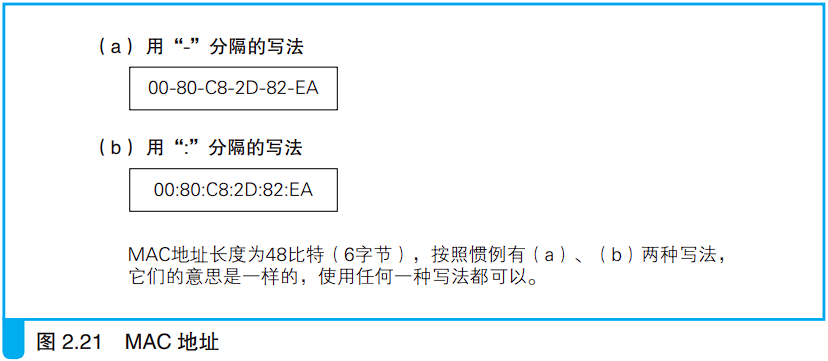 （a）用“-”分隔的写法
00-80-C8-2D-82-EA
（b）用“:”分隔的写法
00:80:C8:2D:82:EA
MAC地址长度为48比特（6字节），按照惯例有（a）、（b）两种写法，
它们的意思是一样的，使用任何一种写法都可以。
图 2.21 MAC 地址